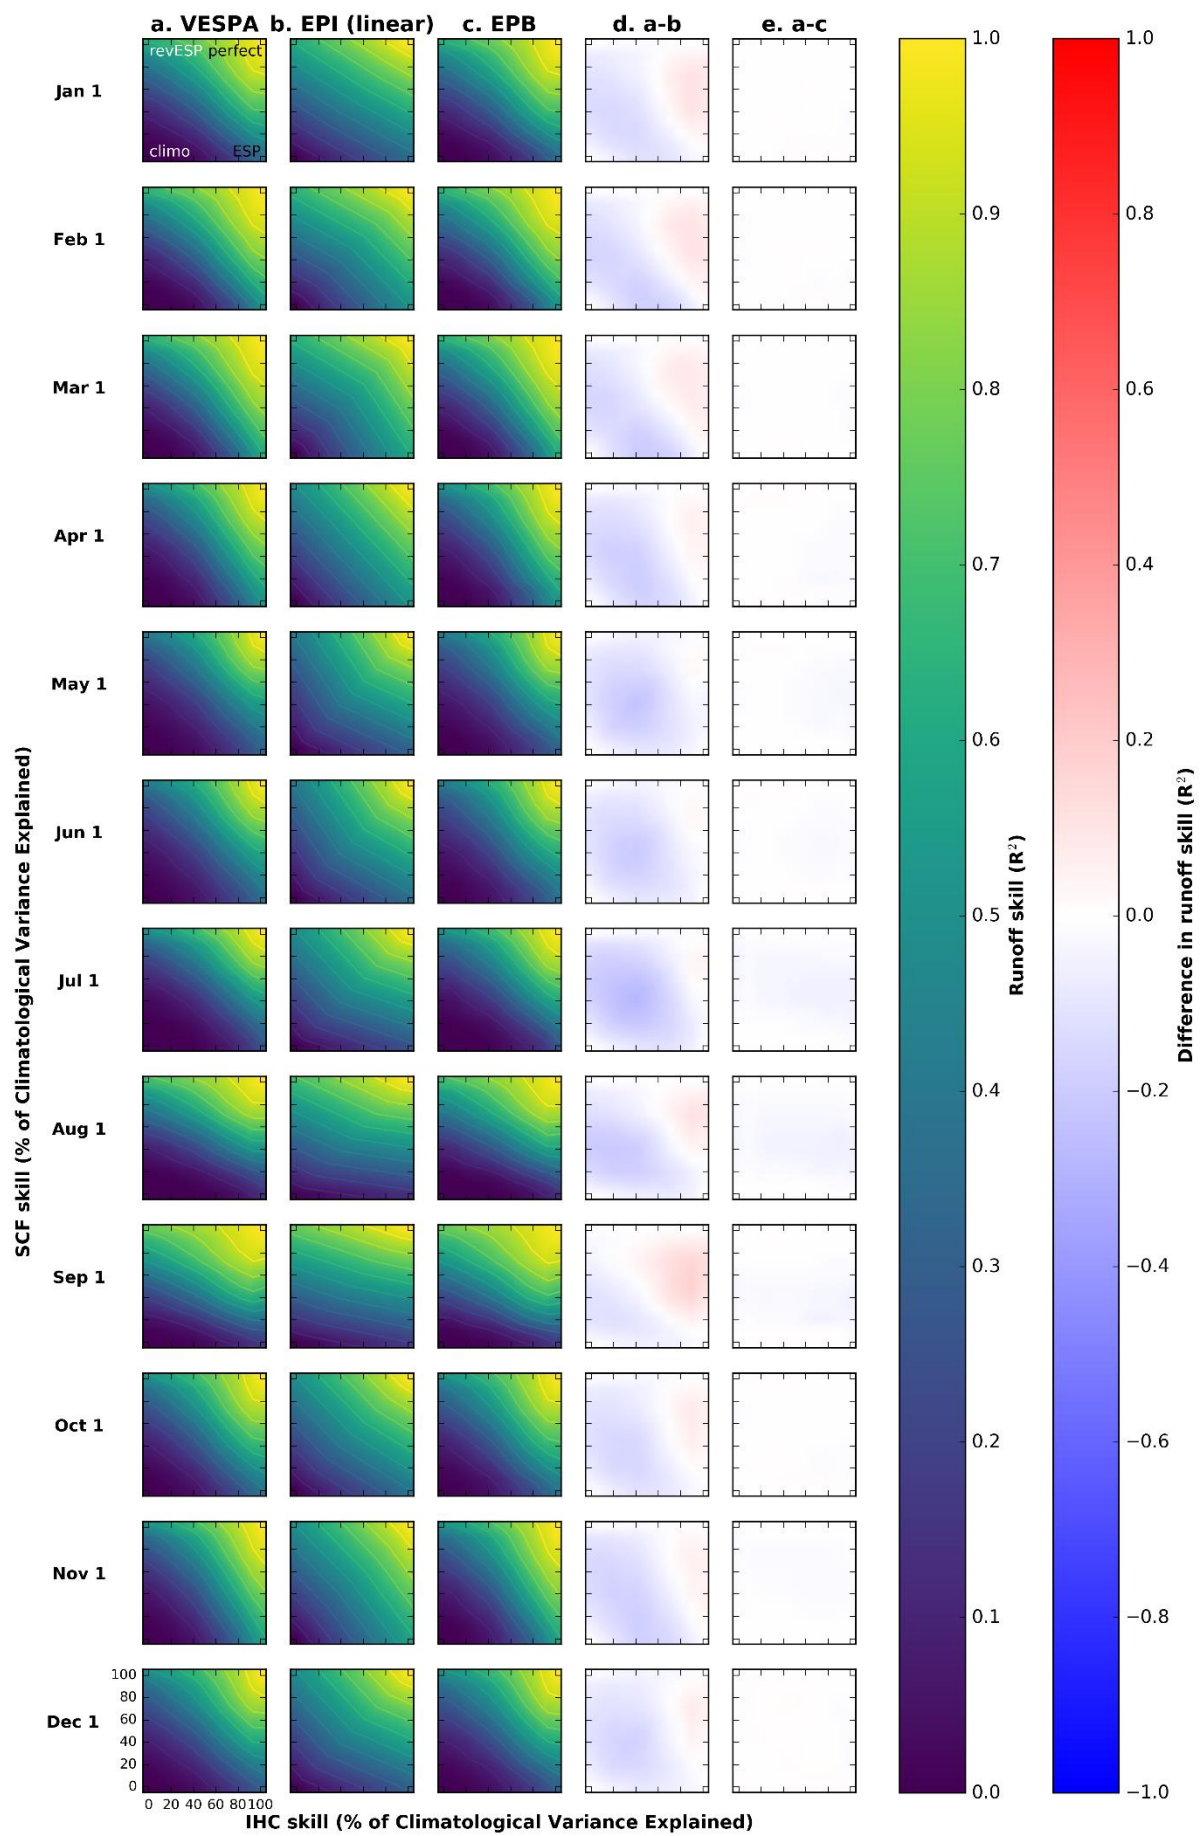 a. VESPA b. EPI (linear) c. EPB d. a-b e. a-c
revESP perfect
climo ESP
Jan 1
Feb 1
Mar 1
Apr 1
May 1
Jun 1
Jul 1
Aug 1
Sep 1
Oct 1
Nov 1
Dec 1
100
80
60
40
20
0
0 20 40 60 80 100
SCF skill (% of Climatological Variance Explained)
IHC skill (% of Climatological Variance Explained)
1.0
0.9
0.8
0.7
0.6
0.5
0.4
0.3
0.2
0.1
0.0
Runoff skill (R²)
1.0
0.8
0.6
0.4
0.2
0.0
−0.2
−0.4
−0.6
−0.8
−1.0
Difference in runoff skill (R²)